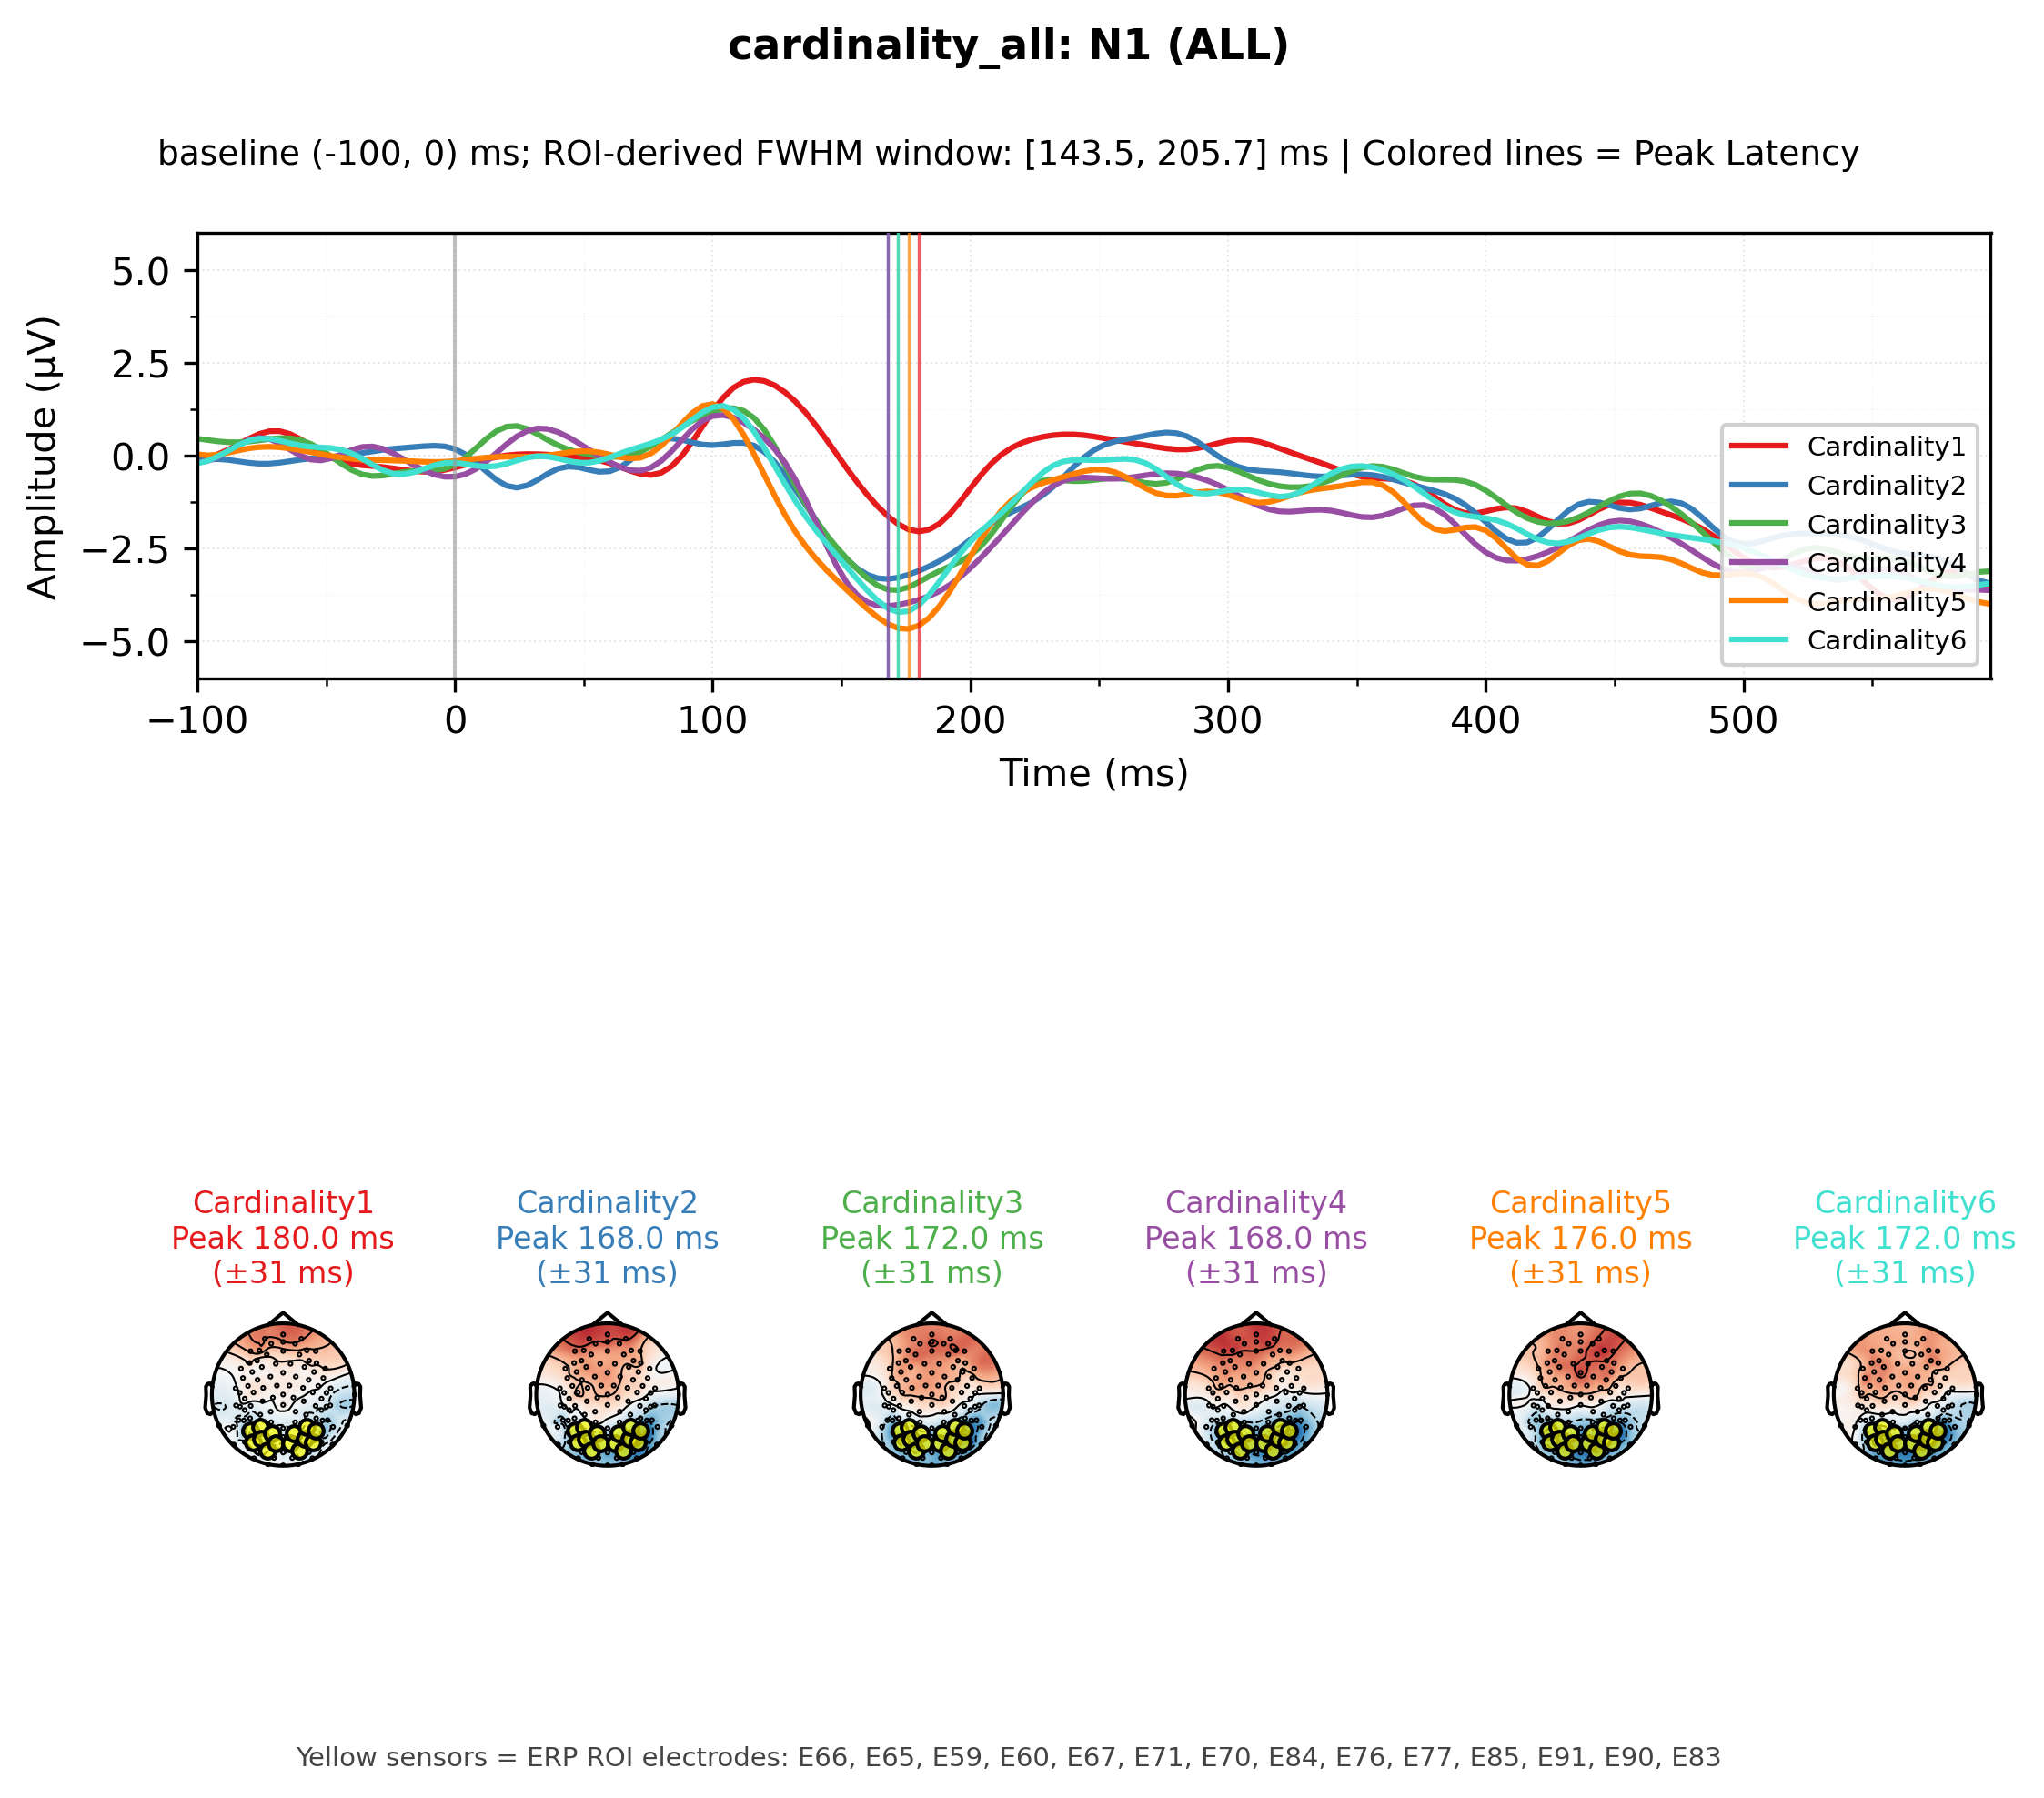 cardinality_all: N1 (ALL)
baseline (-100, 0) ms; ROI-derived FWHM window: [143.5, 205.7] ms | Colored lines = Peak Latency
Amplitude (µV)
5.0
2.5
0.0
−2.5
−5.0
Cardinality1
Cardinality2
Cardinality3
Cardinality4
Cardinality5
Cardinality6
−100 0 100 200 300 400 500
Time (ms)
Cardinality1 Cardinality2 Cardinality3 Cardinality4 Cardinality5 Cardinality6
Peak 180.0 ms Peak 168.0 ms Peak 172.0 ms Peak 168.0 ms Peak 176.0 ms Peak 172.0 ms
(±31 ms) (±31 ms) (±31 ms) (±31 ms) (±31 ms) (±31 ms)
Yellow sensors = ERP ROI electrodes: E66, E65, E59, E60, E67, E71, E70, E84, E76, E77, E85, E91, E90, E83